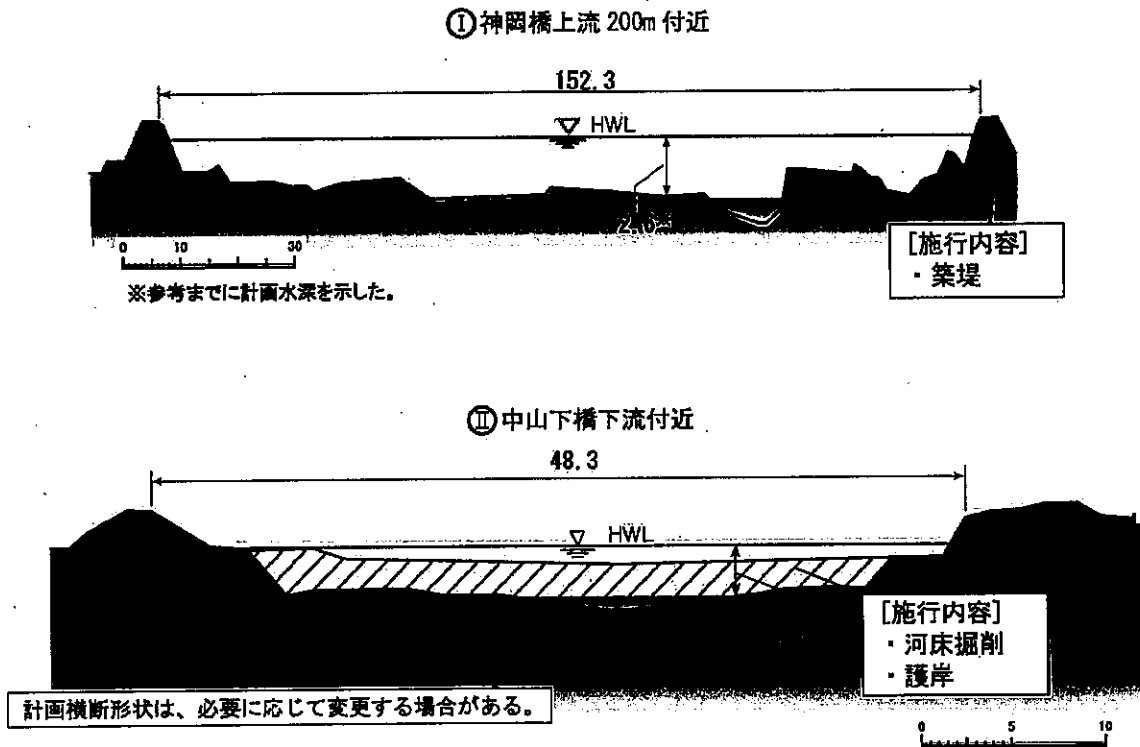 Ⅰ神岡橋上流 200m 付近
152.3
HWL
0 10 30
※参考までに計画水深を示した。
[施行内容]
・築堤
Ⅱ中山下橋下流付近
48.3
HWL
[施行内容]
・河床掘削
・護岸
計画横断形状は、必要に応じて変更する場合がある。
0 5 10